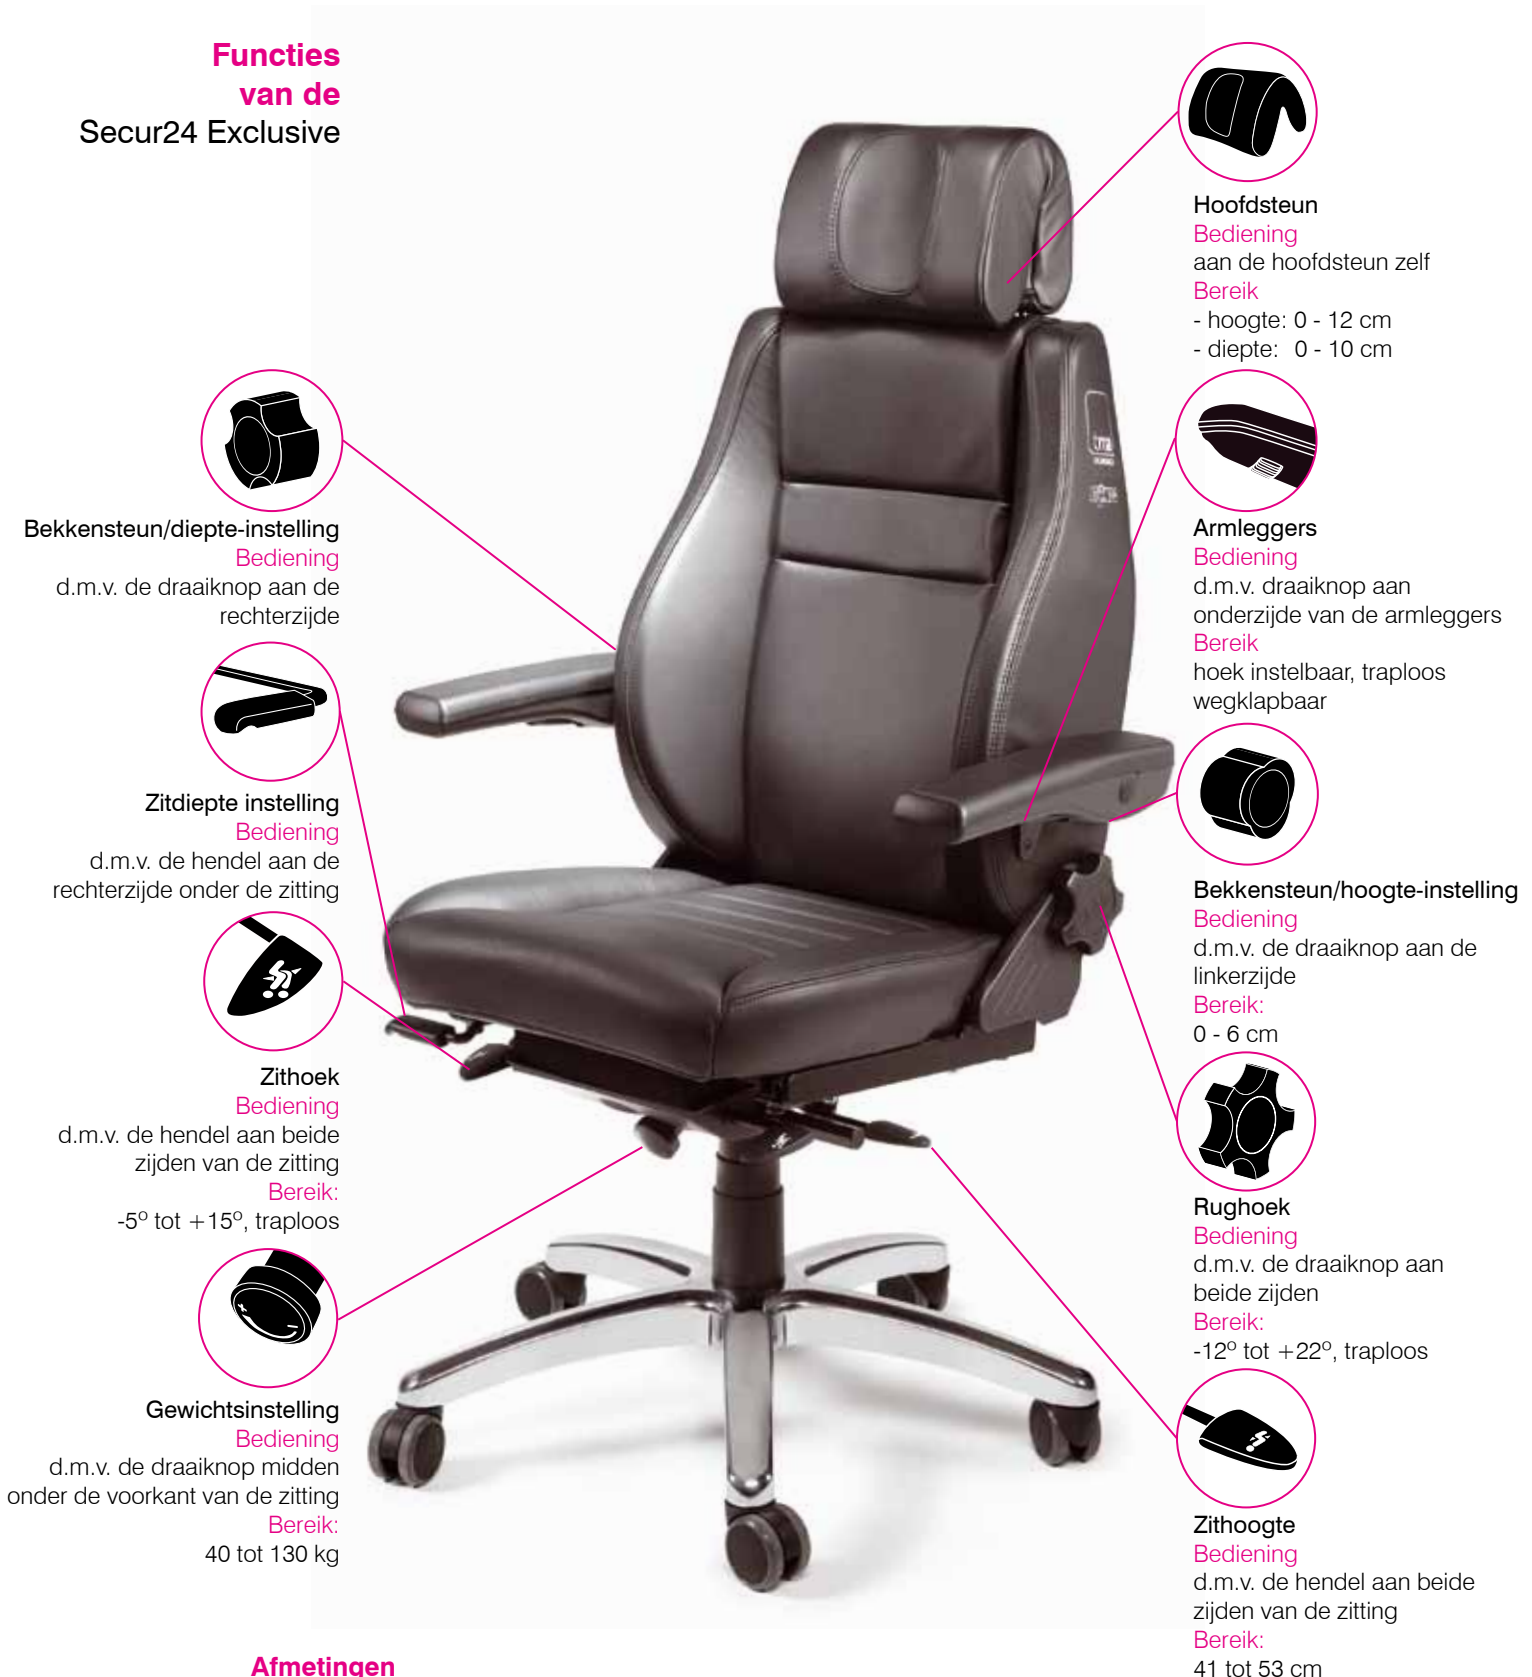 Functies
van de
Secur24 Exclusive
Bekkensteun/diepte-instelling
Bediening
d.m.v. de draaiknop aan de
rechterzijde
Zitdiepte instelling
Bediening
d.m.v. de hendel aan de
rechterzijde onder de zitting
Zithoek
Bediening
d.m.v. de hendel aan beide
zijden van de zitting
Bereik:
-5° tot +15°, traploos
Gewichtsinstelling
Bediening
d.m.v. de draaiknop midden
onder de voorkant van de zitting
Bereik:
40 tot 130 kg
Hoofdsteun
Bediening
aan de hoofdsteun zelf
Bereik
- hoogte: 0 - 12 cm
- diepte: 0 - 10 cm
Armleggers
Bediening
d.m.v. draaiknop aan
onderzijde van de armleggers
Bereik
hoek instelbaar, traploos
wegklapbaar
Bekkensteun/hoogte-instelling
Bediening
d.m.v. de draaiknop aan de
linkerzijde
Bereik:
0 - 6 cm
Rughoek
Bediening
d.m.v. de draaiknop aan
beide zijden
Bereik:
-12° tot +22°, traploos
Zithoogte
Bediening
d.m.v. de hendel aan beide
zijden van de zitting
Bereik:
41 tot 53 cm
Afmetingen